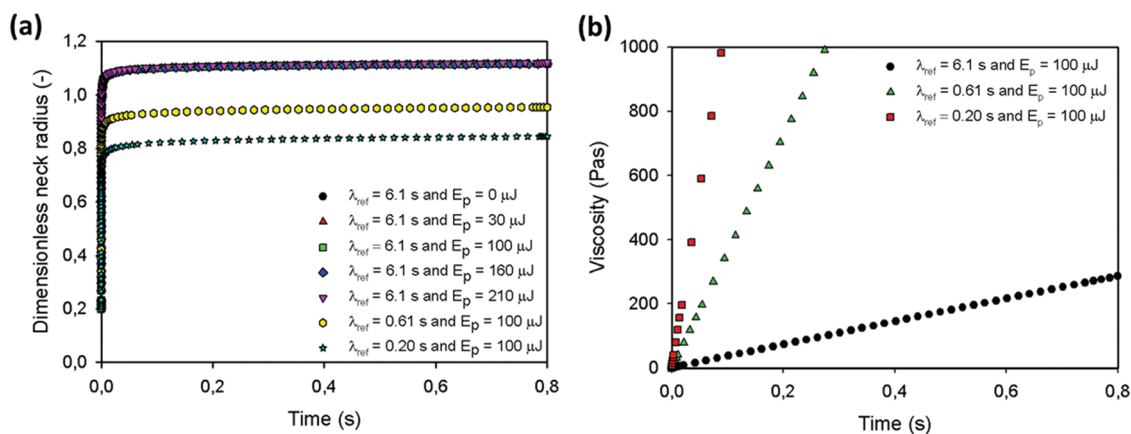 (a)
Dimensionless neck radius (-)
1,2
1,0
0,8
0,6
0,4
0,2
0,0
λref = 6.1 s and Ep = 0 μJ
λref = 6.1 s and Ep = 30 μJ
λref = 6.1 s and Ep = 100 μJ
λref = 6.1 s and Ep = 160 μJ
λref = 6.1 s and Ep = 210 μJ
λref = 0.61 s and Ep = 100 μJ
λref = 0.20 s and Ep = 100 μJ
0,0 0,2 0,4 0,6 0,8
Time (s)
(b)
Viscosity (Pas)
1000
800
600
400
200
0
λref = 6.1 s and Ep = 100 μJ
λref = 0.61 s and Ep = 100 μJ
λref = 0.20 s and Ep = 100 μJ
0,0 0,2 0,4 0,6 0,8
Time (s)